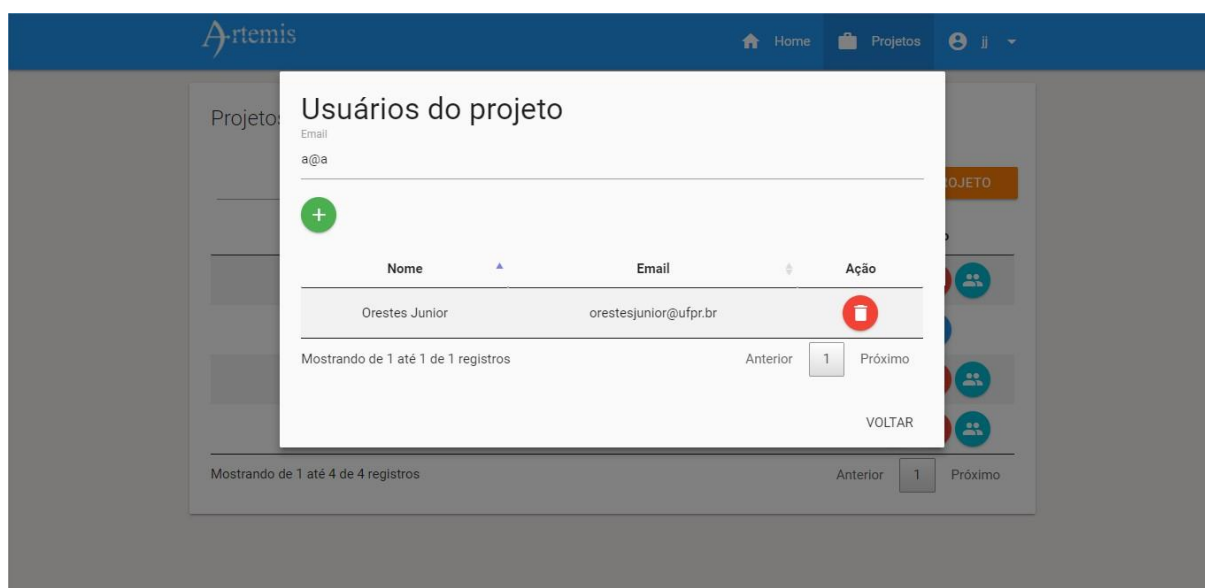 Artemis
Home Projetos jj
Usuários do projeto
Projetos
Email
a@a
OJETO
Nome Email Ação
Orestes Junior orestesjunior@ufpr.br
Mostrando de 1 até 1 de 1 registros Anterior 1 Próximo
VOLTAR
Mostrando de 1 até 4 de 4 registros Anterior 1 Próximo